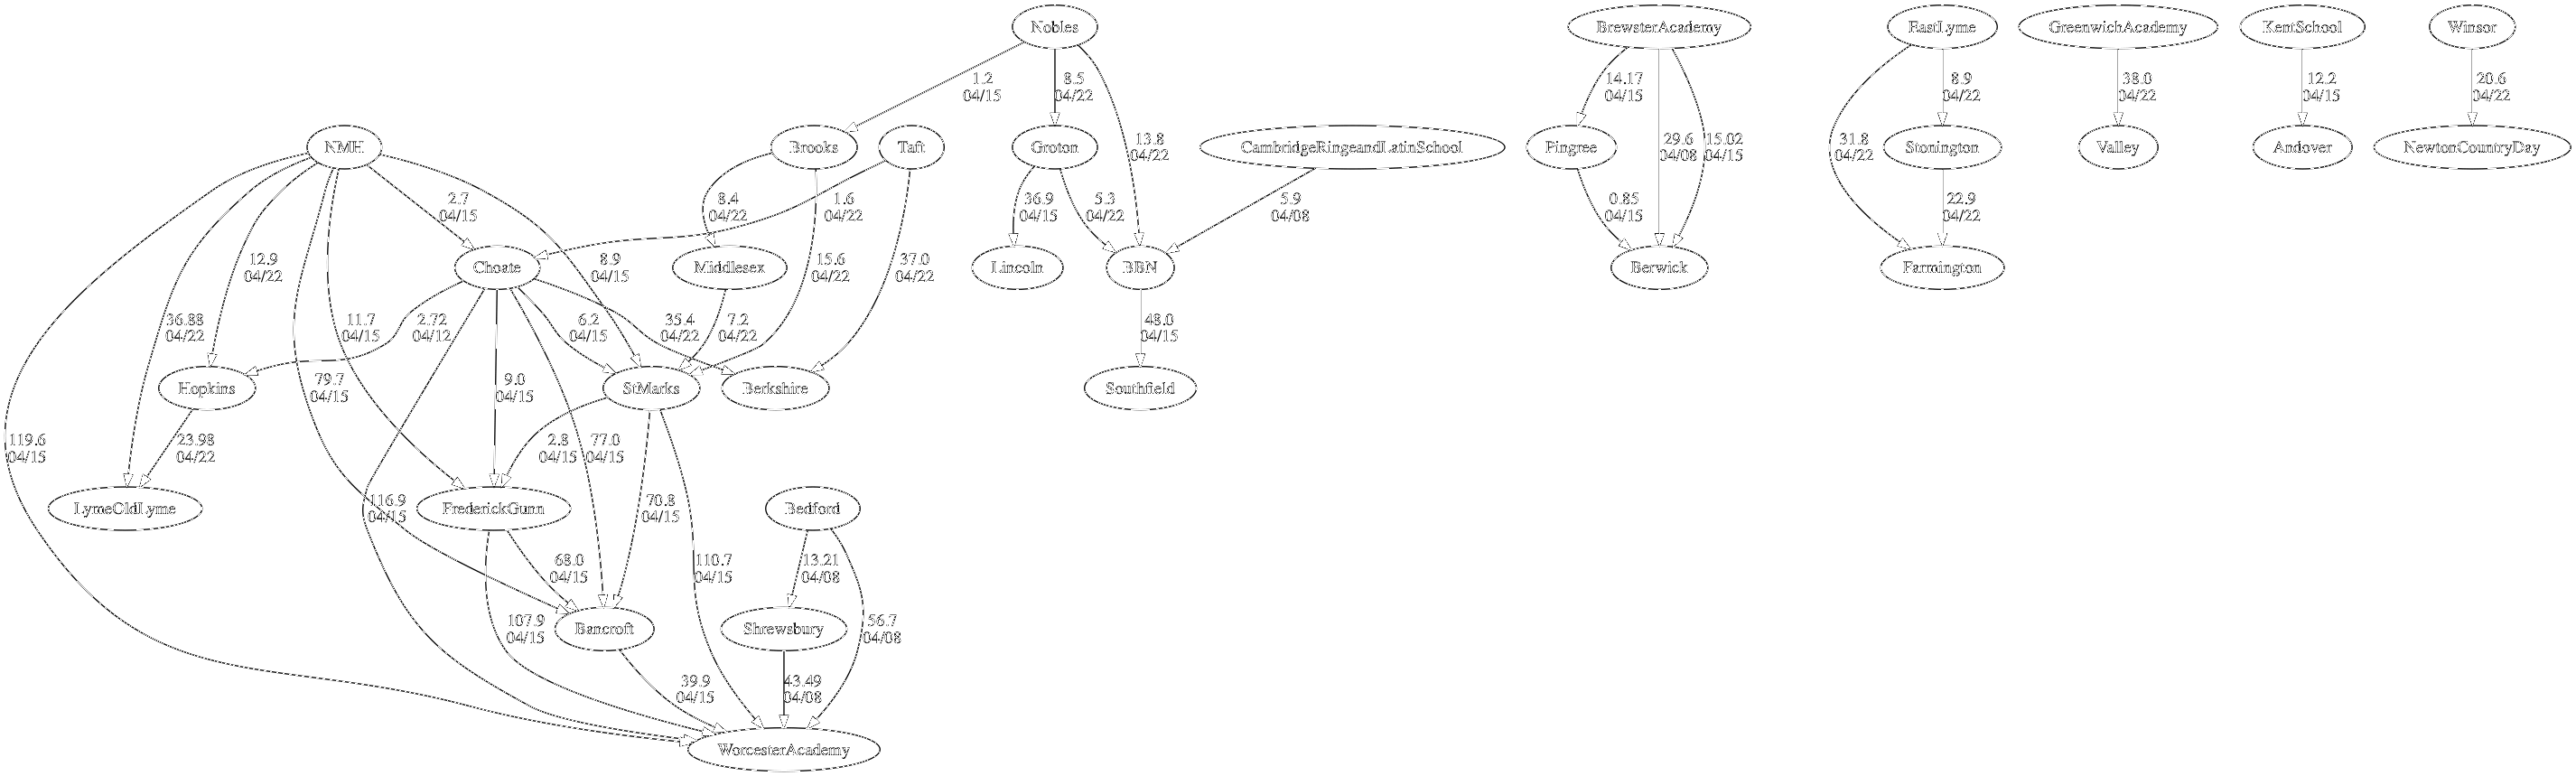 Nobles
BrewsterAcademy
EastLyme
GreenwichAcademy
KentSchool
Winsor
1.2
04/15
8.5
04/22
14.17
04/15
8.9
04/22
38.0
04/22
12.2
04/15
20.6
04/22
NMH
Brooks
Taft
Groton
13.8
04/22
CambridgeRingeandLatinSchool
Pingree
29.6
04/08
15.02
04/15
31.8
04/22
Stonington
Valley
Andover
NewtonCountryDay
2.7
04/15
8.4
04/22
1.6
04/22
36.9
04/15
5.3
04/22
5.9
04/08
0.85
04/15
22.9
04/22
12.9
04/22
Choate
8.9
04/15
Middlesex
15.6
04/22
37.0
04/22
Lincoln
BBN
Berwick
Farmington
36.88
04/22
11.7
04/15
2.72
04/12
6.2
04/15
35.4
04/22
7.2
04/22
48.0
04/15
Hopkins
79.7
04/15
9.0
04/15
StMarks
Berkshire
Southfield
119.6
04/15
23.98
04/22
2.8
04/15
77.0
04/15
LymeOldLyme
116.9
04/15
FrederickGunn
70.8
04/15
Bedford
68.0
04/15
110.7
04/15
13.21
04/08
107.9
04/15
Bancroft
Shrewsbury
56.7
04/08
39.9
04/15
43.49
04/08
WorcesterAcademy